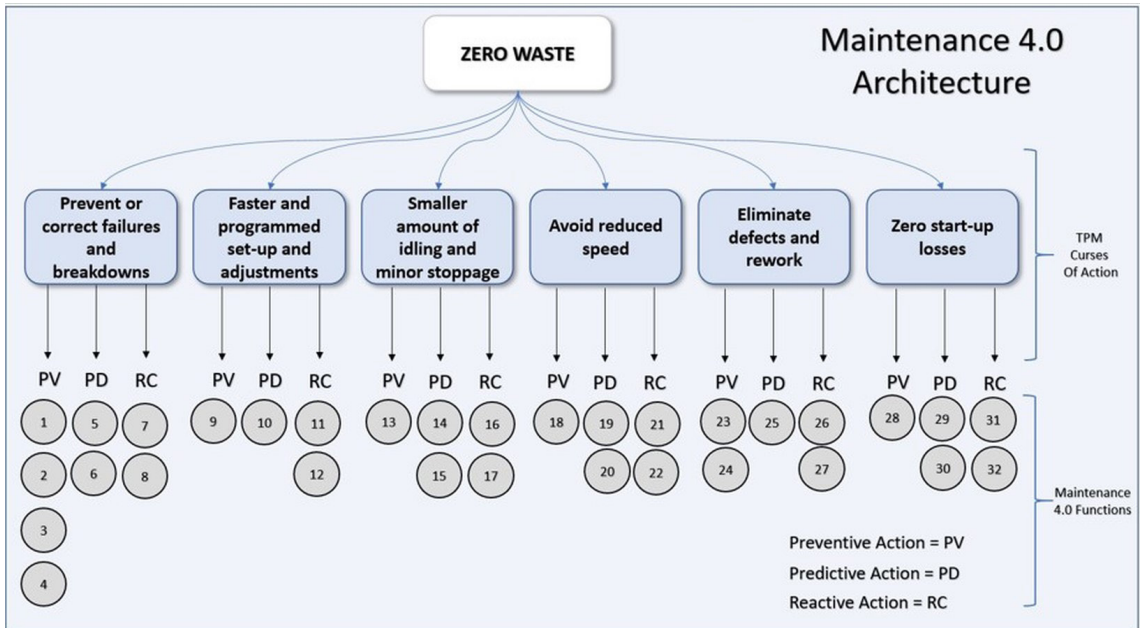 ZERO WASTE
Maintenance 4.0
Architecture
Prevent or
correct failures
and
breakdowns
Faster and
programmed
set-up and
adjustments
Smaller
amount of
idling and
minor stoppage
Avoid reduced
speed
Eliminate
defects and
rework
Zero start-up
losses
TPM
Curses
Of Action
PV PD RC PV PD RC PV PD RC PV PD RC PV PD RC PV PD RC
1 5 7 9 10 11 13 14 16 18 19 21 23 25 26 28 29 31
2 6 8 12 15 17 20 22 24 27 30 32
3
4
Maintenance
4.0 Functions
Preventive Action = PV
Predictive Action = PD
Reactive Action = RC